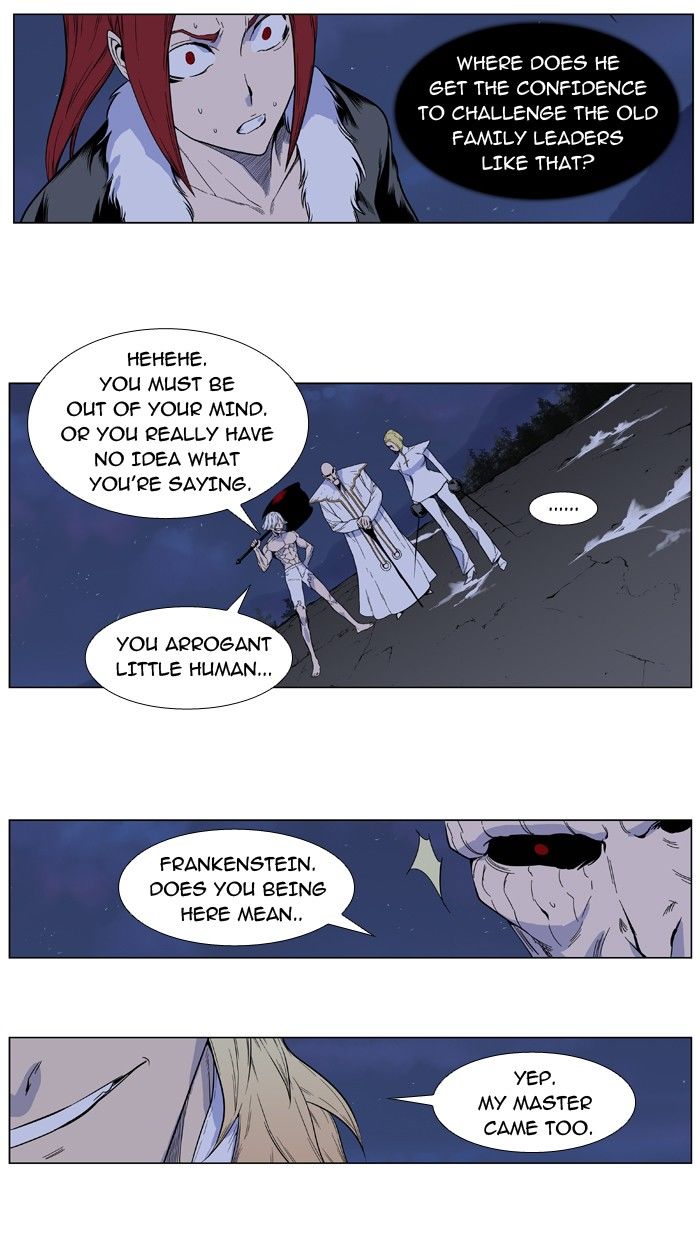 WHERE DOES HE
GET THE CONFIDENCE
TO CHALLENGE THE OLD
FAMILY LEADERS
LIKE THAT?
HEHEHE.
YOU MUST BE
OUT OF YOUR MIND.
OR YOU REALLY HAVE
NO IDEA WHAT
YOU'RE SAYING.
......
YOU ARROGANT
LITTLE HUMAN...
FRANKENSTEIN.
DOES YOU BEING
HERE MEAN..
YEP.
MY MASTER
CAME TOO.